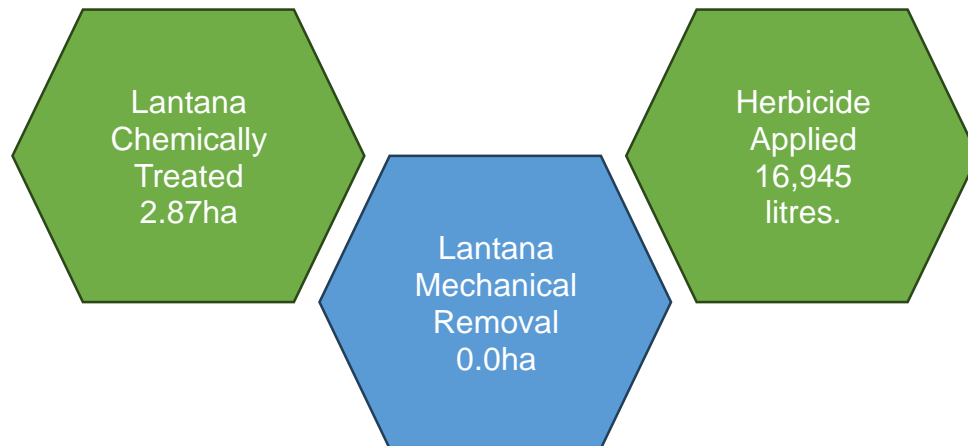 Lantana
Chemically
Treated
2.87ha
Lantana
Mechanical
Removal
0.0ha
Herbicide
Applied
16,945
litres.